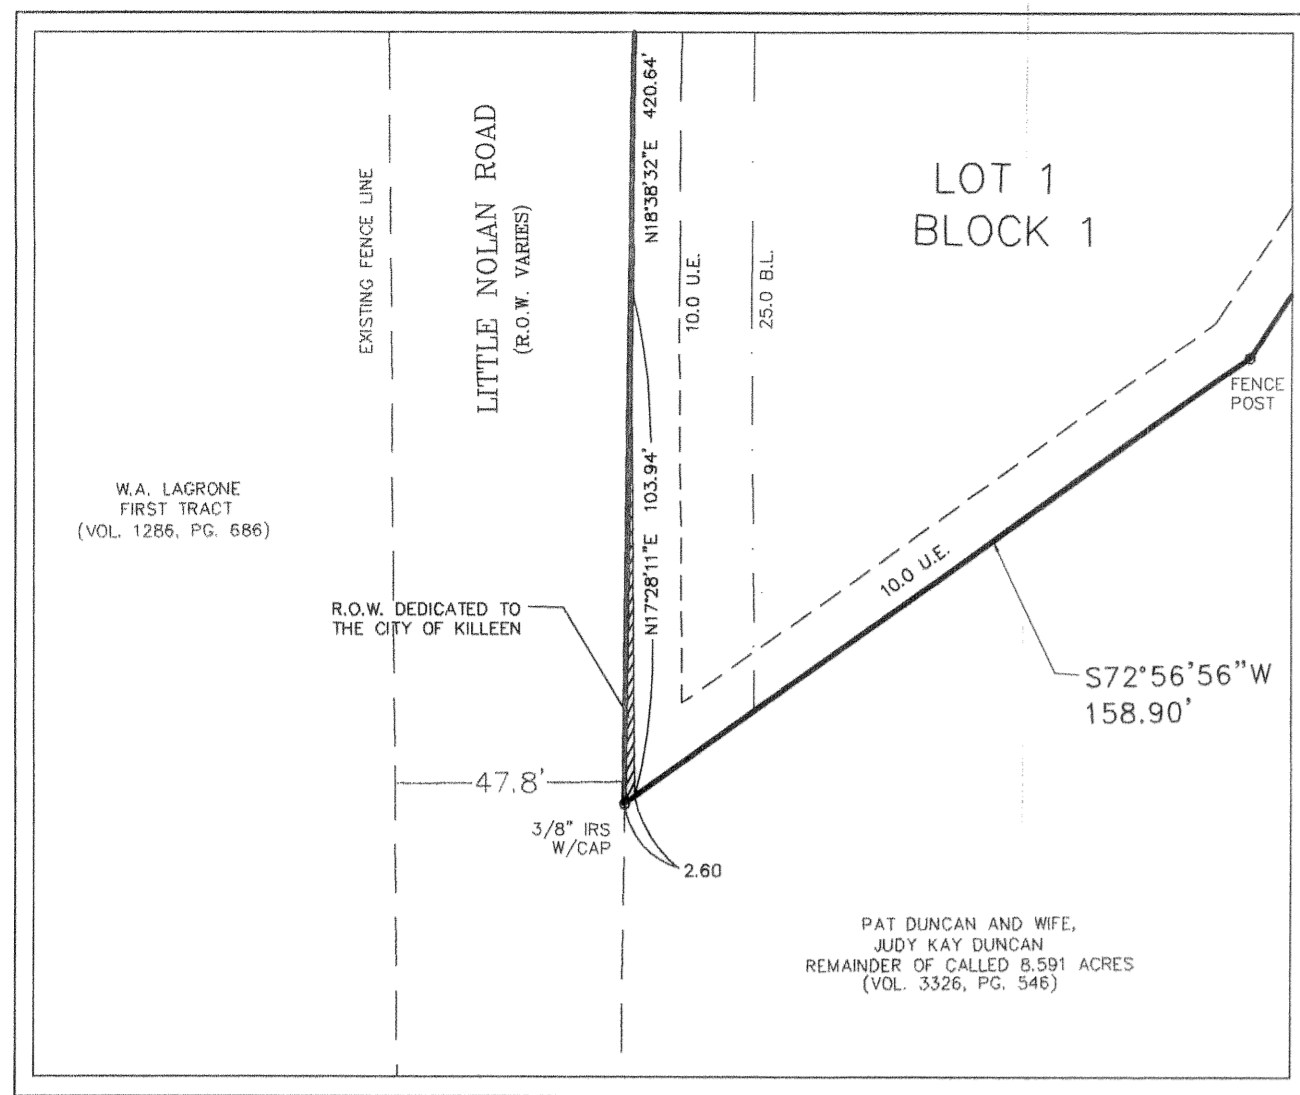 N18°38'32"E 420.64'
LITTLE NOLAN ROAD
(R.O.W. VARIES)
EXISTING FENCE LINE
LOT 1
BLOCK 1
10.0 U.E.
25.0 B.L.
FENCE
POST
W.A. LAGRONE
FIRST TRACT
(VOL. 1286, PG. 686)
N17°28'11"E 103.94'
10.0 U.E.
R.O.W. DEDICATED TO
THE CITY OF KILLEEN
S72°56'56"W
158.90'
47.8'
3/8" IRS
W/CAP
2.60
PAT DUNCAN AND WIFE,
JUDY KAY DUNCAN
REMAINDER OF CALLED 8.591 ACRES
(VOL. 3326, PG. 546)